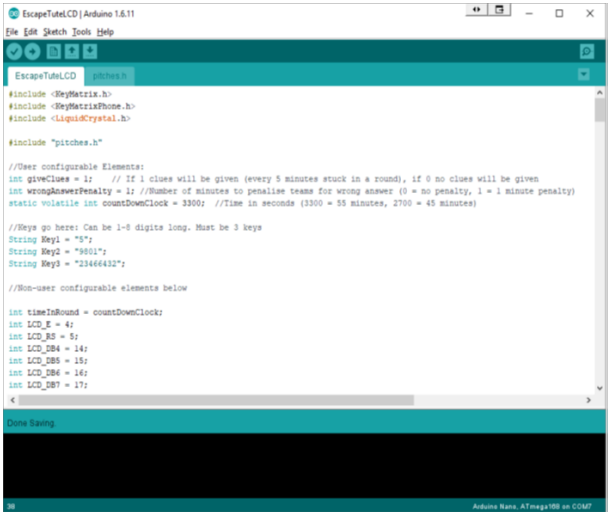 EscapeTuteLCD | Arduino 1.6.11
File Edit Sketch Tools Help
EscapeTuteLCD pitches.h
#include <KeyMatrix.h>
#include <KeyMatrixPhone.h>
#include <LiquidCrystal.h>
#include "pitches.h"
//User configurable Elements:
int giveClues = 1; // If 1 clues will be given (every 5 minutes stuck in a round), if 0 no clues will be given
int wrongAnswerPenalty = 1; //Number of minutes to penalise teams for wrong answer (0 = no penalty, 1 = 1 minute penalty)
static volatile int countDownClock = 3300; //Time in seconds (3300 = 55 minutes, 2700 = 45 minutes)
//Keys go here: Can be 1-8 digits long. Must be 3 keys
String Key1 = "5";
String Key2 = "9801";
String Key3 = "23466432";
//Non-user configurable elements below
int timeInRound = countDownClock;
int LCD_E = 4;
int LCD_RS = 5;
int LCD_DB4 = 14;
int LCD_DB5 = 15;
int LCD_DB6 = 16;
int LCD_DB7 = 17;
Done Saving.
38 Arduino Nano, ATmega168 on COM7